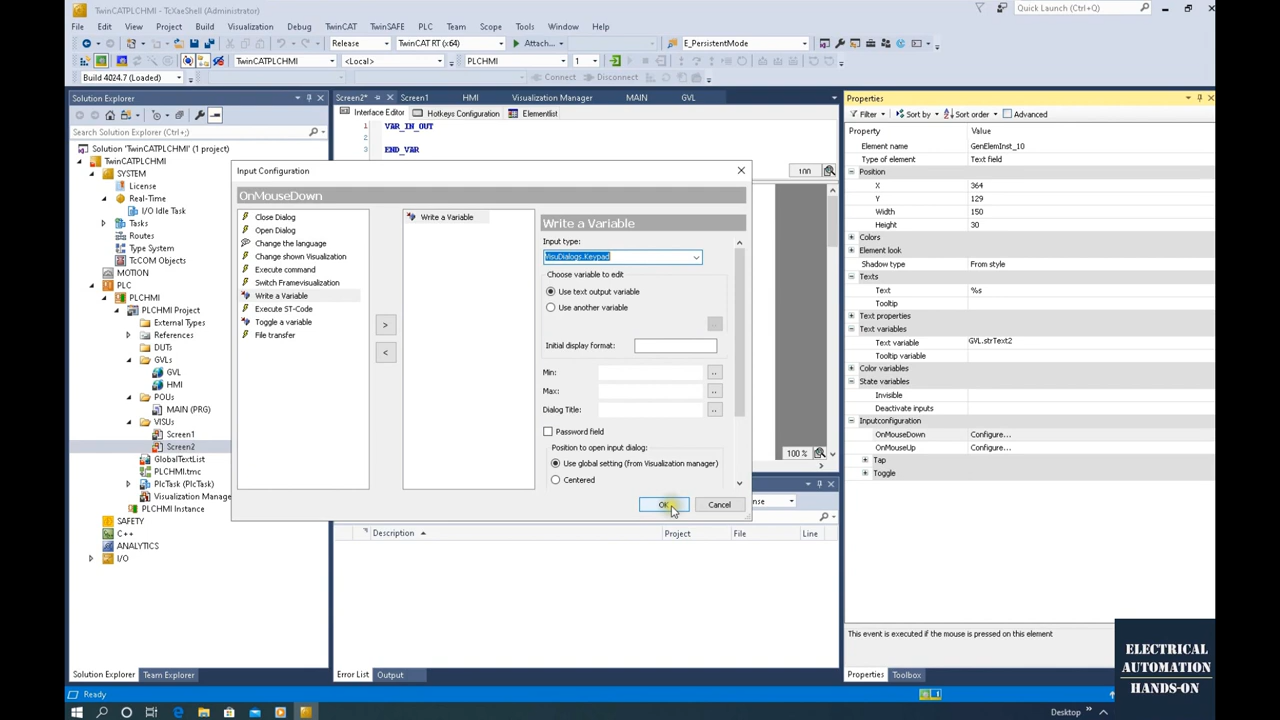 TwinCATPLCHMI - TcXaeShell (Administrator)
Quick Launch (Ctrl+Q)
File Edit View Project Build Visualization Debug TwinCAT TwinSAFE PLC Team Scope Tools Window Help
Release TwinCAT RT (x64) Attach... E_PersistentMode
TwinCATPLCHMI <Local> PLCHMI 1
Build 4024.7 (Loaded) Connect Disconnect
Solution Explorer
Search Solution Explorer (Ctrl+;)
Solution 'TwinCATPLCHMI' (1 project)
TwinCATPLCHMI
SYSTEM
License
Real-Time
I/O Idle Task
Tasks
Routes
Type System
TcCOM Objects
MOTION
PLC
PLCHMI
PLCHMI Project
External Types
References
DUTs
GVLs
GVL
HMI
POUs
MAIN (PRG)
VISUs
Screen1
Screen2
GlobalTextList
PLCHMI.tmc
PlcTask (PlcTask)
Visualization Manager
PLCHMI Instance
SAFETY
C++
ANALYTICS
I/O
Solution Explorer Team Explorer
Screen2* Screen1 HMI Visualization Manager MAIN GVL
Interface Editor Hotkeys Configuration Elementlist
1 VAR_IN_OUT
2
3 END_VAR
100
Input Configuration
OnMouseDown
Close Dialog
Open Dialog
Change the language
Change shown Visualization
Execute command
Switch Framevisualization
Write a Variable
Execute ST-Code
Toggle a variable
File transfer
>
<
Write a Variable
Write a Variable
Input type:
VisuDialogs.Keypad
Choose variable to edit
Use text output variable
Use another variable
Initial display format:
Min:
Max:
Dialog Title:
Password field
Position to open input dialog:
Use global setting (from Visualization manager)
Centered
OK Cancel
100 %
Description Project File Line
Error List Output
Properties
Filter Sort by Sort order Advanced
Property Value
Element name GenElemInst_10
Type of element Text field
Position
X 364
Y 129
Width 150
Height 30
Colors
Element look
Shadow type From style
Texts
Text %s
Tooltip
Text properties
Text variables
Text variable GVL.strText2
Tooltip variable
Color variables
State variables
Invisible
Deactivate inputs
Inputconfiguration
OnMouseDown Configure...
OnMouseUp Configure...
Tap
Toggle
This event is executed if the mouse is pressed on this element
Properties Toolbox
Ready
Desktop
ELECTRICAL
AUTOMATION
HANDS-ON